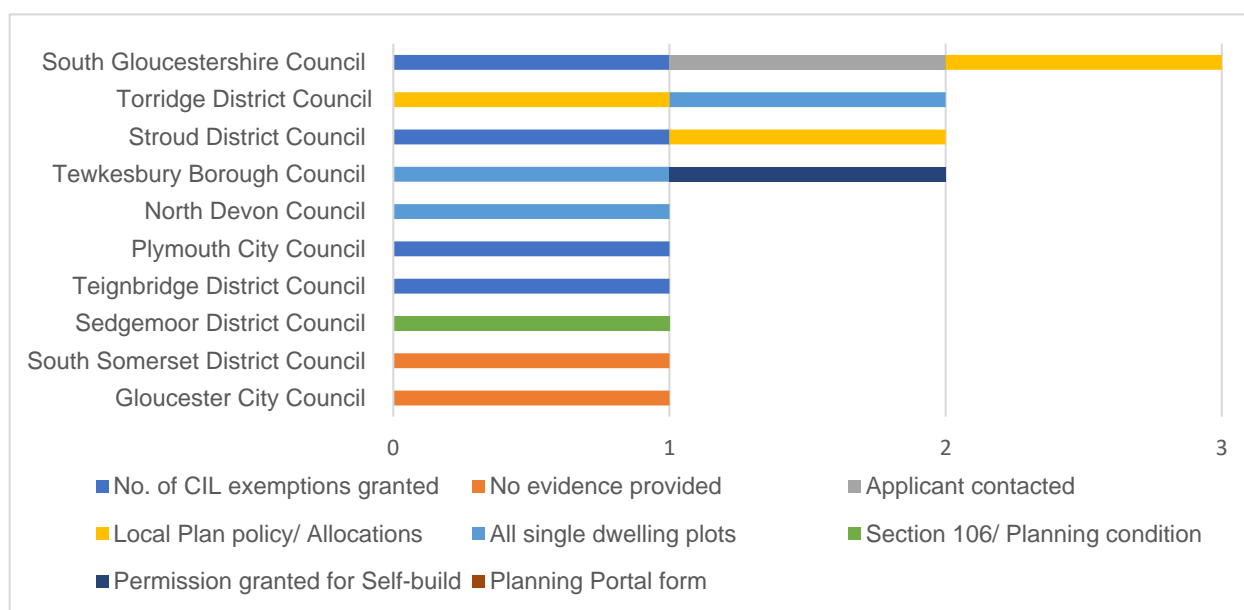 South Gloucestershire Council
Torridge District Council
Stroud District Council
Tewkesbury Borough Council
North Devon Council
Plymouth City Council
Teignbridge District Council
Sedgemoor District Council
South Somerset District Council
Gloucester City Council
0 1 2 3
No. of CIL exemptions granted No evidence provided Applicant contacted
Local Plan policy/ Allocations All single dwelling plots Section 106/ Planning condition
Permission granted for Self-build Planning Portal form